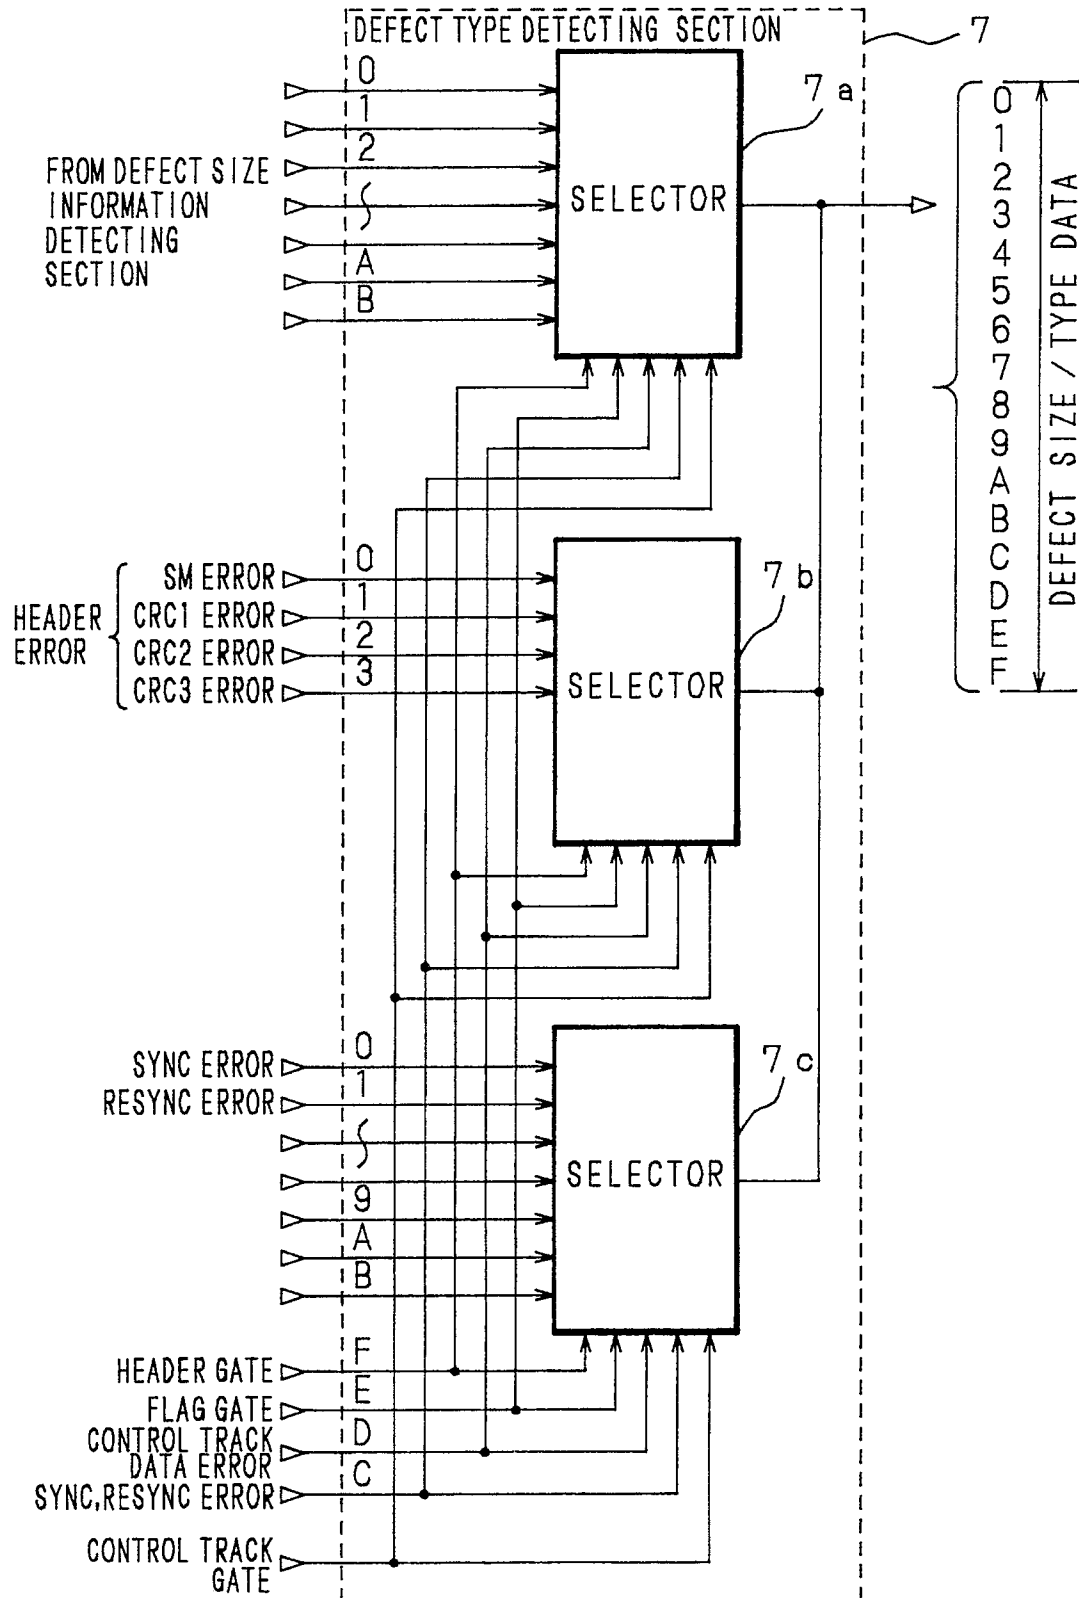 DEFECT TYPE DETECTING SECTION
7
0
1
2
A
B
FROM DEFECT SIZE
INFORMATION
DETECTING
SECTION
SELECTOR
7 a
0
1
2
3
4
5
6
7
8
9
A
B
C
D
E
F
DEFECT SIZE / TYPE DATA
HEADER
ERROR
SM ERROR
CRC1 ERROR
CRC2 ERROR
CRC3 ERROR
0
1
2
3
SELECTOR
7 b
SYNC ERROR
RESYNC ERROR
0
1
9
A
B
SELECTOR
7 c
HEADER GATE
F
FLAG GATE
E
CONTROL TRACK
DATA ERROR
D
SYNC,RESYNC ERROR
C
CONTROL TRACK
GATE